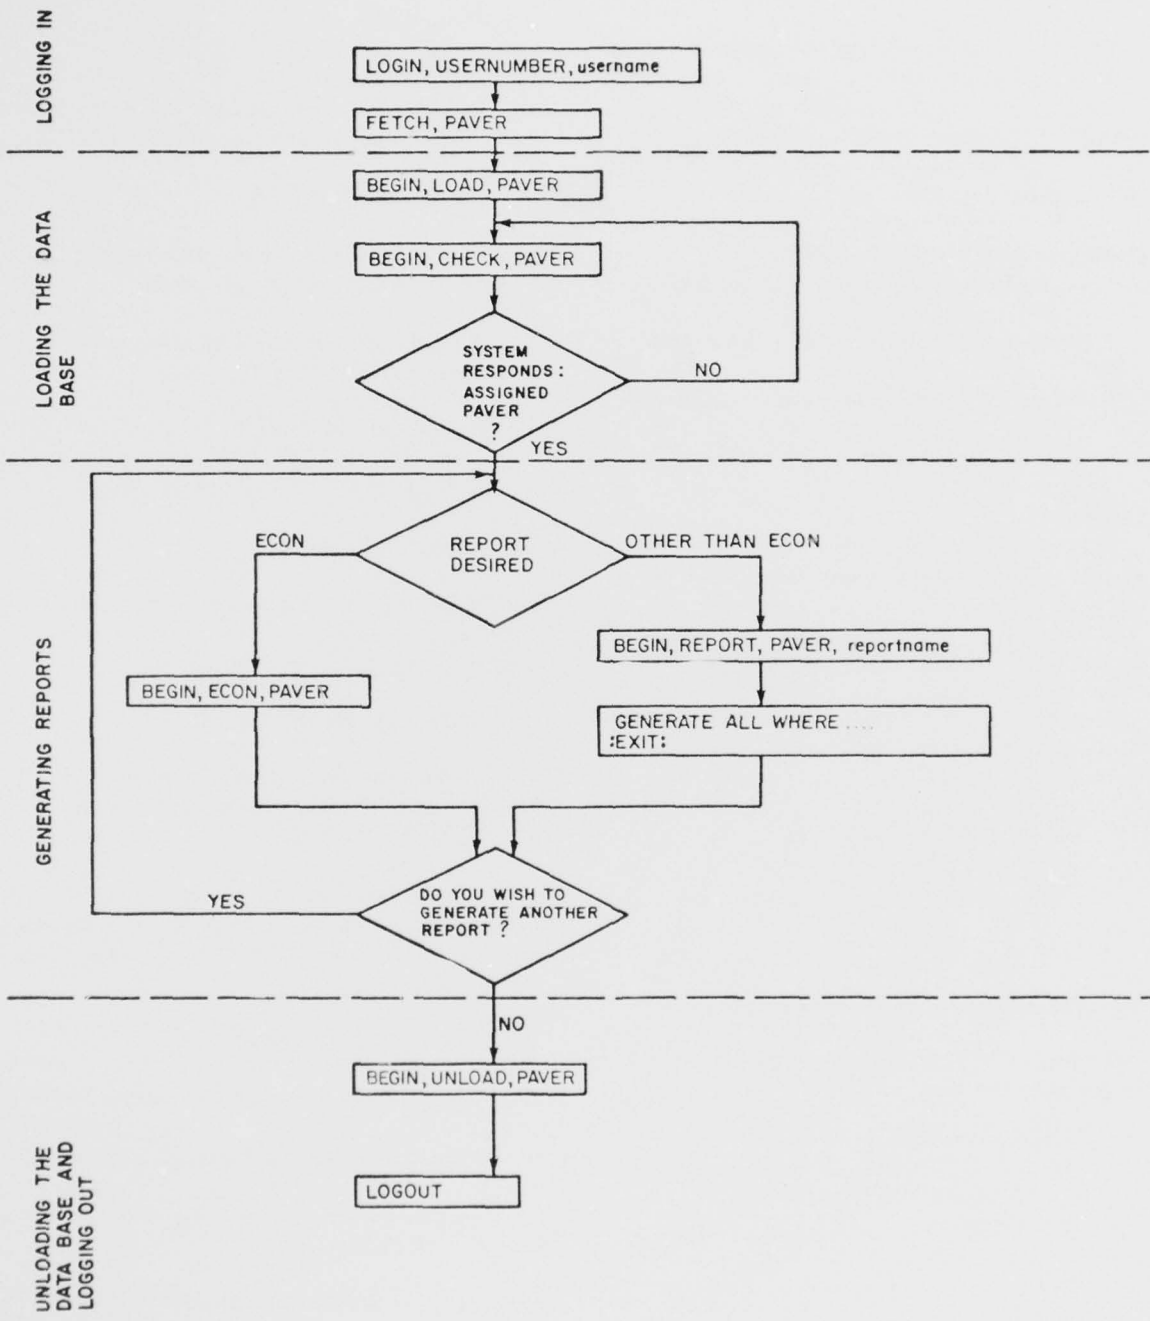 LOGGING IN
LOGIN, USERNUMBER, username
FETCH, PAVER
LOADING THE DATA
BASE
BEGIN, LOAD, PAVER
BEGIN, CHECK, PAVER
SYSTEM
RESPONDS:
ASSIGNED
PAVER
?
NO
YES
GENERATING REPORTS
REPORT
DESIRED
ECON
OTHER THAN ECON
BEGIN, ECON, PAVER
BEGIN, REPORT, PAVER, reportname
GENERATE ALL WHERE ....
:EXIT:
DO YOU WISH TO
GENERATE ANOTHER
REPORT ?
YES
NO
UNLOADING THE
DATA BASE AND
LOGGING OUT
BEGIN, UNLOAD, PAVER
LOGOUT